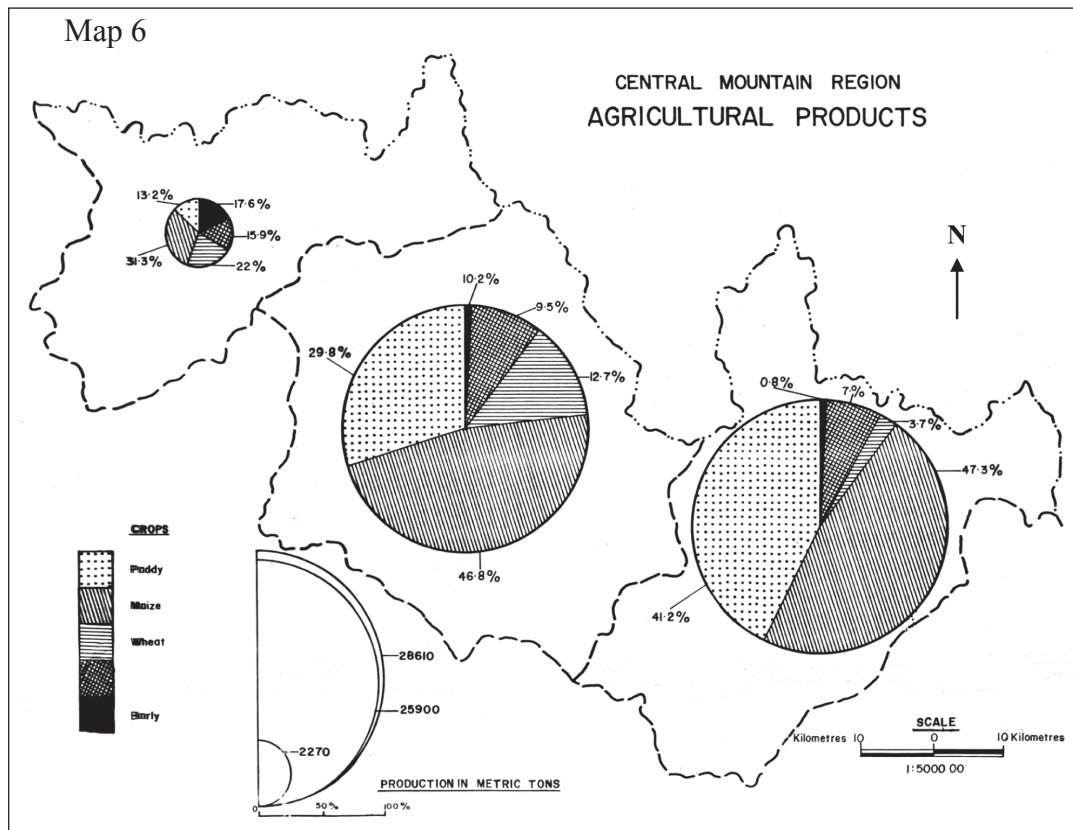 Map 6
CENTRAL MOUNTAIN REGION
AGRICULTURAL PRODUCTS
N
13.2%
17.6%
15.9%
31.3%
22%
10.2%
9.5%
29.8%
12.7%
46.8%
0.8%
7.%
3.7%
47.3%
41.2%
CROPS
Paddy
Maize
Wheat
Barly
28610
25900
2270
PRODUCTION IN METRIC TONS
0 50% 100%
SCALE
Kilometres 10 0 10 Kilometres
1:5000 00